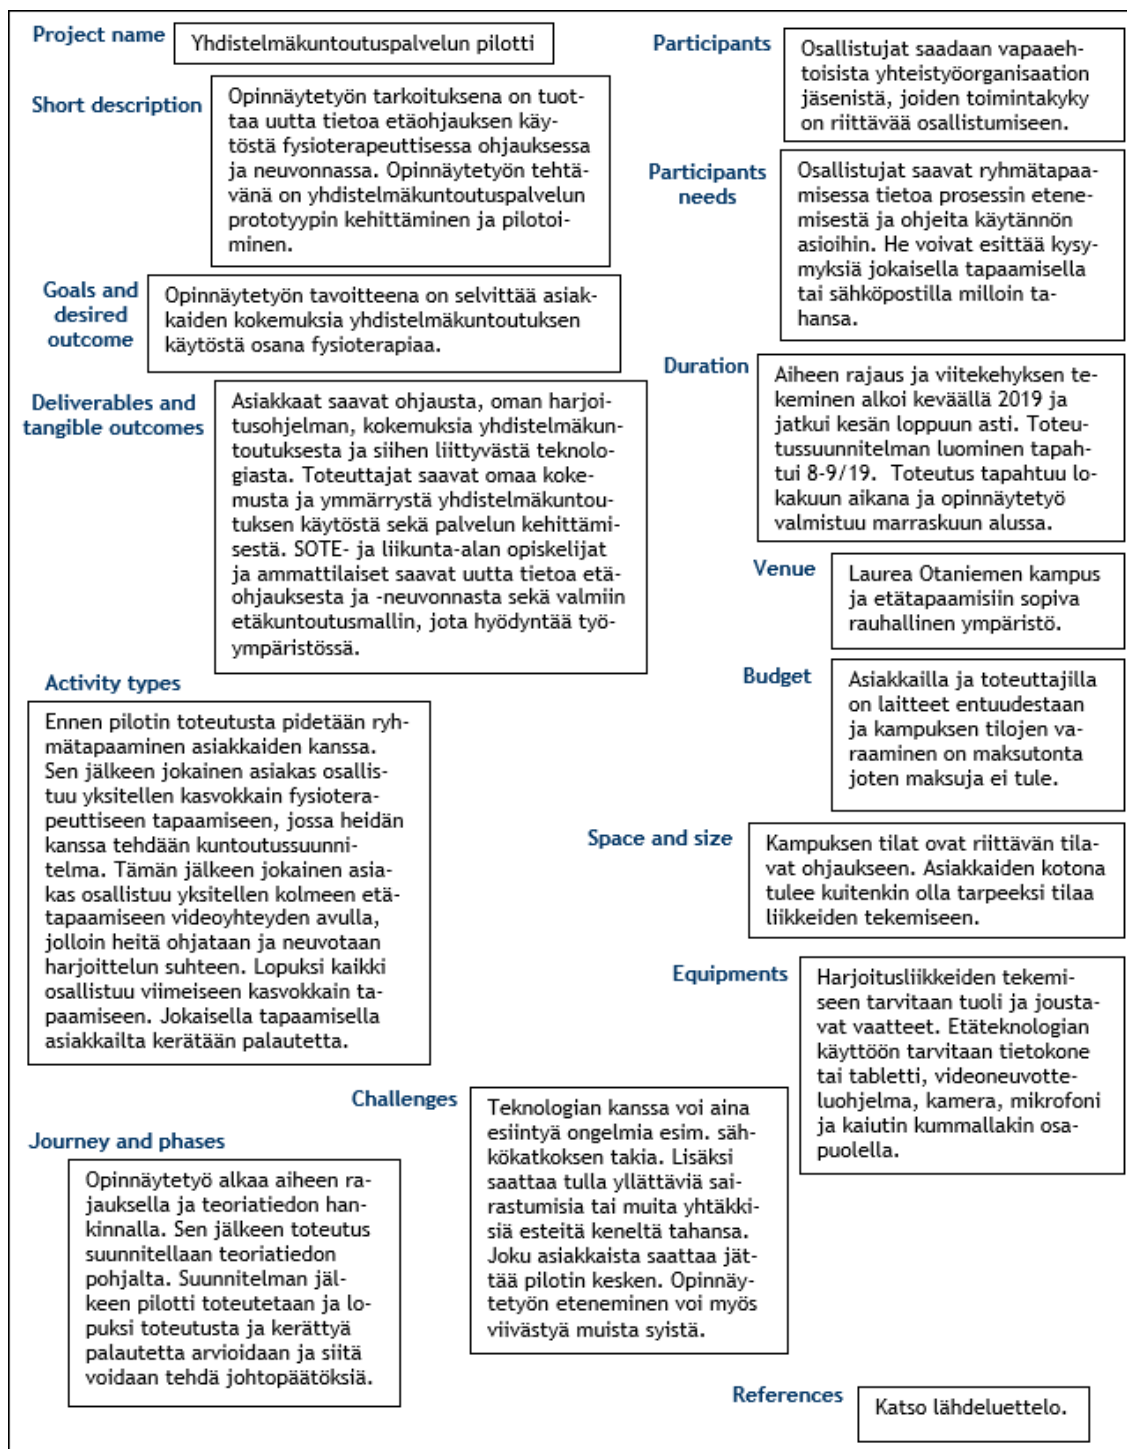 Project name
Yhdistelmäkuntoutuspalvelun pilotti
Short description
Opinnäytetyön tarkoituksena on tuot-
taa uutta tietoa etäohjauksen käy-
töstä fysioterapeuttisessa ohjauksessa
ja neuvonnassa. Opinnäytetyön tehtä-
vänä on yhdistelmäkuntoutuspalvelun
prototyypin kehittäminen ja pilotoi-
minen.
Goals and
desired
outcome
Opinnäytetyön tavoitteena on selvittää asiak-
kaiden kokemuksia yhdistelmäkuntoutuksen
käytöstä osana fysioterapiaa.
Deliverables and
tangible outcomes
Asiakkaat saavat ohjausta, oman harjoi-
tusohjelman, kokemuksia yhdistelmäkun-
toutuksesta ja siihen liittyvästä teknolo-
giasta. Toteuttajat saavat omaa koke-
musta ja ymmärrystä yhdistelmäkuntou-
tuksen käytöstä sekä palvelun kehittämi-
sestä. SOTE- ja liikunta-alan opiskelijat
ja ammattilaiset saavat uutta tietoa etä-
ohjauksesta ja -neuvonnasta sekä valmiin
etäkuntoutusmallin, jota hyödyntää työ-
ympäristössä.
Activity types
Ennen pilotin toteutusta pidetään ryh-
mätapaaminen asiakkaiden kanssa.
Sen jälkeen jokainen asiakas osallis-
tuu yksitellen kasvokkain fysiotera-
peuttiseen tapaamiseen, jossa heidän
kanssa tehdään kuntoutussuunni-
telma. Tämän jälkeen jokainen asia-
kas osallistuu yksitellen kolmeen etä-
tapaamiseen videoyhteyden avulla,
jolloin heitä ohjataan ja neuvotaan
harjoittelun suhteen. Lopuksi kaikki
osallistuu viimeiseen kasvokkain ta-
paamiseen. Jokaisella tapaamisella
asiakkailta kerätään palautetta.
Journey and phases
Opinnäytetyö alkaa aiheen ra-
jauksella ja teoriatiedon han-
kinnalla. Sen jälkeen toteutus
suunnitellaan teoriatiedon
pohjalta. Suunnitelman jäl-
keen pilotti toteutetaan ja lo-
puksi toteutusta ja kerättyä
palautetta arvioidaan ja siitä
voidaan tehdä johtopäätöksiä.
Challenges
Teknologian kanssa voi aina
esiintyä ongelmia esim. säh-
kökatkoksen takia. Lisäksi
saattaa tulla yllättäviä sai-
rastumisia tai muita yhtäkki-
siä esteitä keneltä tahansa.
Joku asiakkaista saattaa jät-
tää pilotin kesken. Opinnäy-
tetyön eteneminen voi myös
viivästyä muista syistä.
Participants
Osallistujat saadaan vapaaeh-
toisista yhteistyöorganisaation
jäsenistä, joiden toimintakyky
on riittävää osallistumiseen.
Participants
needs
Osallistujat saavat ryhmätapaa-
misessa tietoa prosessin etene-
misestä ja ohjeita käytännön
asioihin. He voivat esittää kysy-
myksiä jokaisella tapaamisella
tai sähköpostilla milloin ta-
hansa.
Duration
Aiheen rajaus ja viitekehyksen te-
keminen alkoi keväällä 2019 ja
jatkui kesän loppuun asti. Toteu-
tussuunnitelman luominen tapah-
tui 8-9/19. Toteutus tapahtuu lo-
kakuun aikana ja opinnäytetyö
valmistuu marraskuun alussa.
Venue
Laurea Otaniemen kampus
ja etätapaamisiin sopiva
rauhallinen ympäristö.
Budget
Asiakkailla ja toteuttajilla
on laitteet entuudestaan
ja kampuksen tilojen va-
raaminen on maksutonta
joten maksuja ei tule.
Space and size
Kampuksen tilat ovat riittävän tila-
vat ohjaukseen. Asiakkaiden kotona
tulee kuitenkin olla tarpeeksi tilaa
liikkeiden tekemiseen.
Equipments
Harjoitusliikkeiden tekemi-
seen tarvitaan tuoli ja jousta-
vat vaatteet. Etäteknologian
käyttöön tarvitaan tietokone
tai tabletti, videoneuvotte-
luohjelma, kamera, mikrofoni
ja kaiutin kummallakin osa-
puolella.
References
Katso lähdeluettelo.